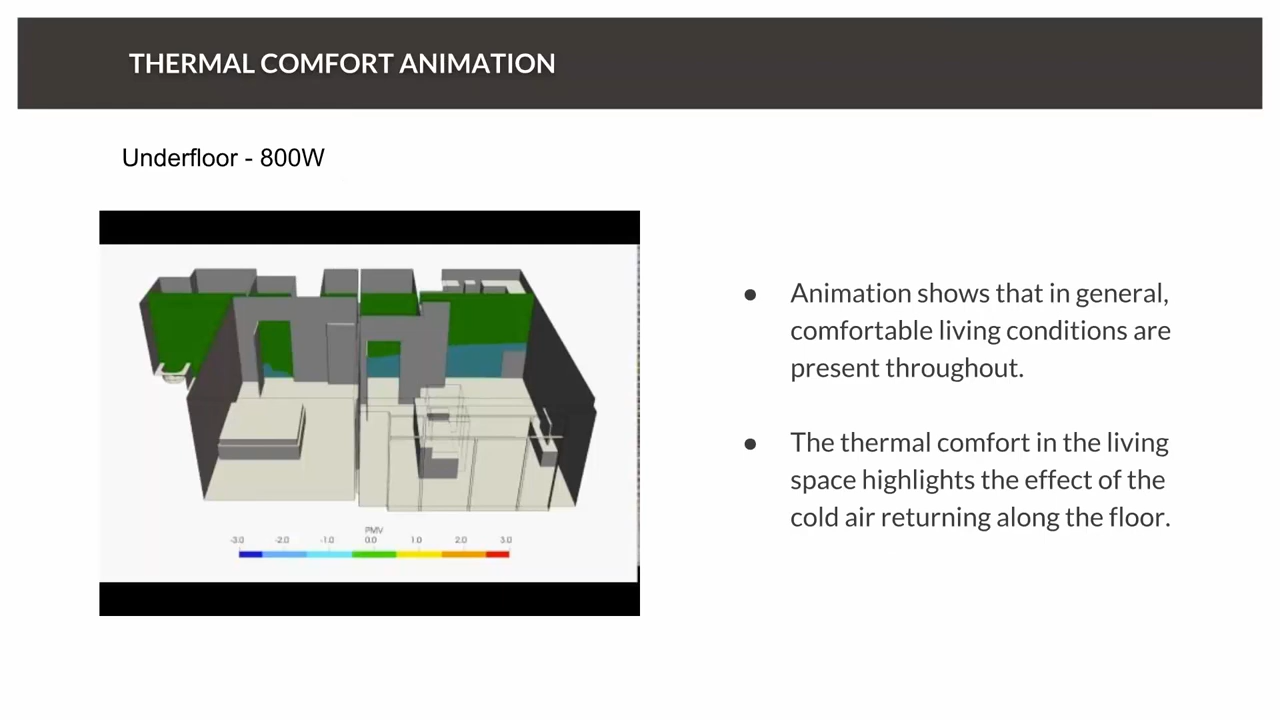 THERMAL COMFORT ANIMATION
Underfloor - 800W
● Animation shows that in general,
comfortable living conditions are
present throughout.
● The thermal comfort in the living
space highlights the effect of the
cold air returning along the floor.
PMV
-3.0 -2.0 -1.0 0.0 1.0 2.0 3.0